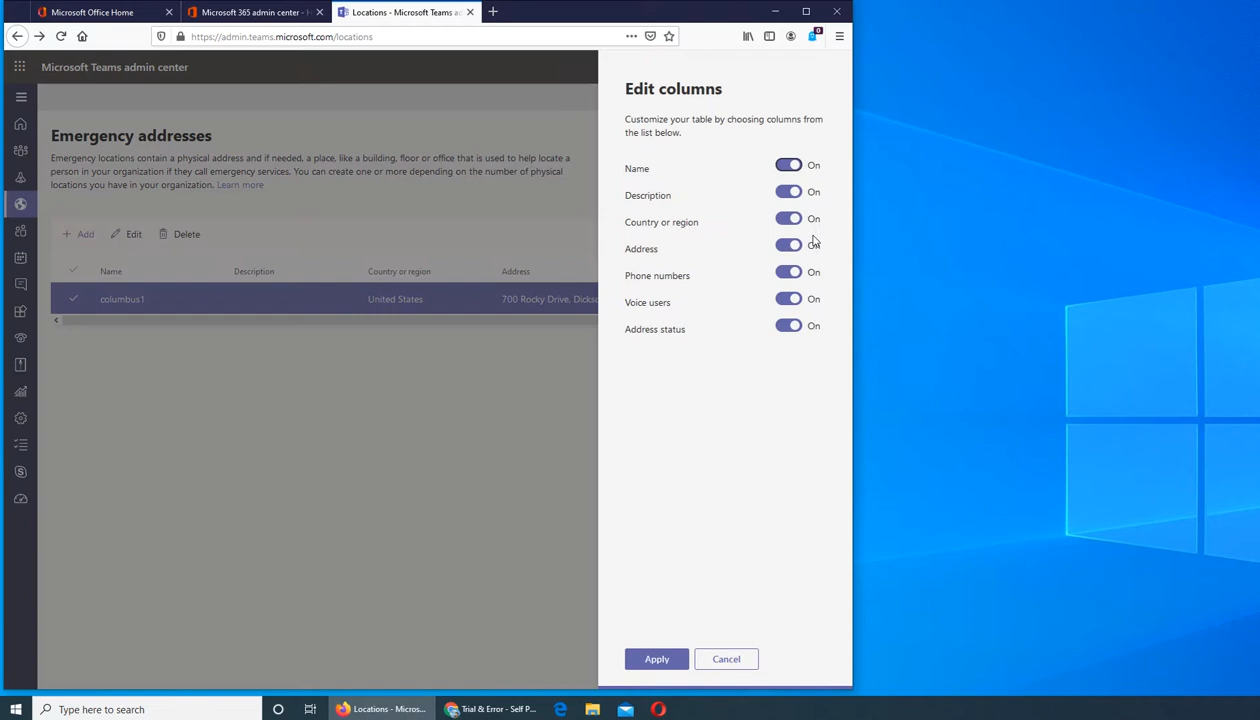 Microsoft Office Home
Microsoft 365 admin center - H
Locations - Microsoft Teams a
https://admin.teams.microsoft.com/locations
0
Microsoft Teams admin center
Emergency addresses
Emergency locations contain a physical address and if needed, a place, like a building, floor or office that is used to help locate a
person in your organization if they call emergency services. You can create one or more depending on the number of physical
locations you have in your organization. Learn more
Add
Edit
Delete
Name
Description
Country or region
Address
columbus1
United States
700 Rocky Drive, Dickso
Edit columns
Customize your table by choosing columns from
the list below.
Name On
Description On
Country or region On
Address On
Phone numbers On
Voice users On
Address status On
Apply
Cancel
Type here to search
Locations - Micros...
Trial & Error - Self P...